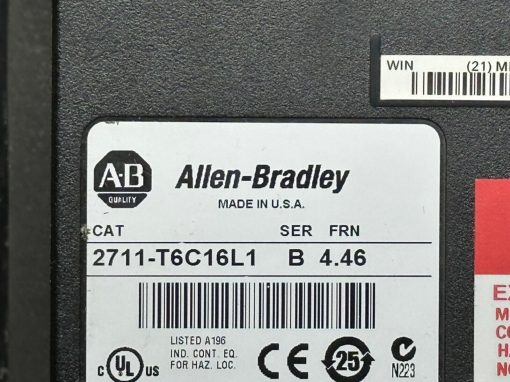 WIN (21) M
A·B
QUALITY
Allen-Bradley
MADE IN U.S.A.
CAT SER FRN
2711-T6C16L1 B 4.46
LISTED A196
IND. CONT. EQ.
FOR HAZ. LOC.
c UL us
CE
25
N223